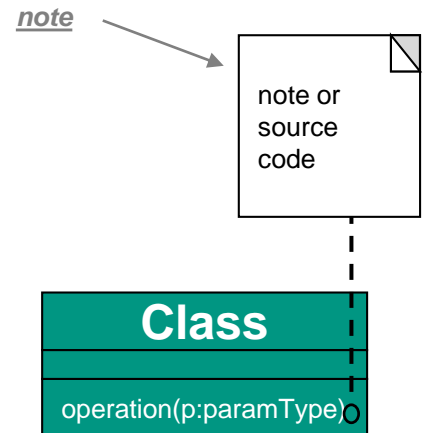 note
note or
source
code
Class
operation(p:paramType)